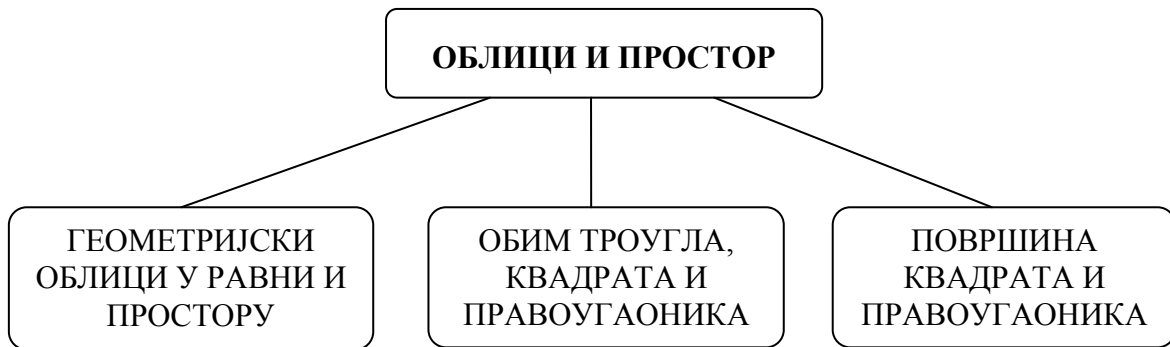 ОБЛИЦИ И ПРОСТОР
ГЕОМЕТРИЈСКИ
ОБЛИЦИ У РАВНИ И
ПРОСТОРУ
ОБИМ ТРОУГЛА,
КВАДРАТА И
ПРАВОУГАОНИКА
ПОВРШИНА
КВАДРАТА И
ПРАВОУГАОНИКА